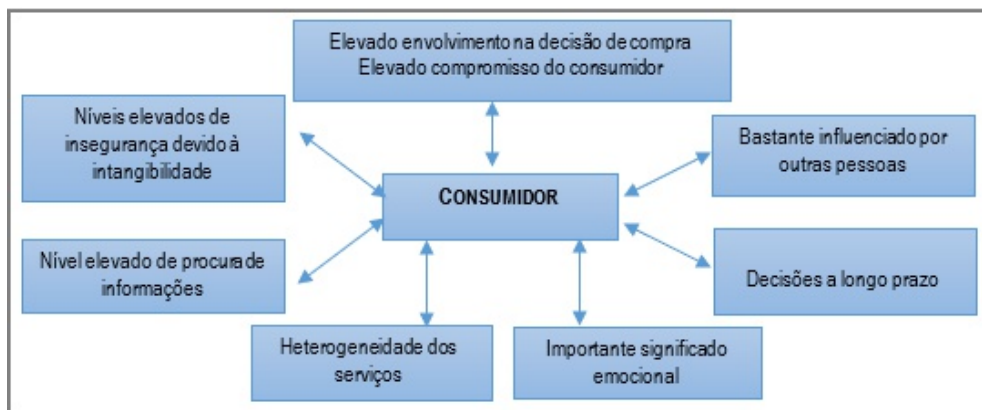 Elevado envolvimento na decisão de compra
Elevado compromisso do consumidor
Níveis elevados de
insegurança devido à
intangibilidade
Bastante influenciado por
outras pessoas
CONSUMIDOR
Nível elevado de procura de
informações
Decisões a longo prazo
Heterogeneidade dos
serviços
Importante significado
emocional